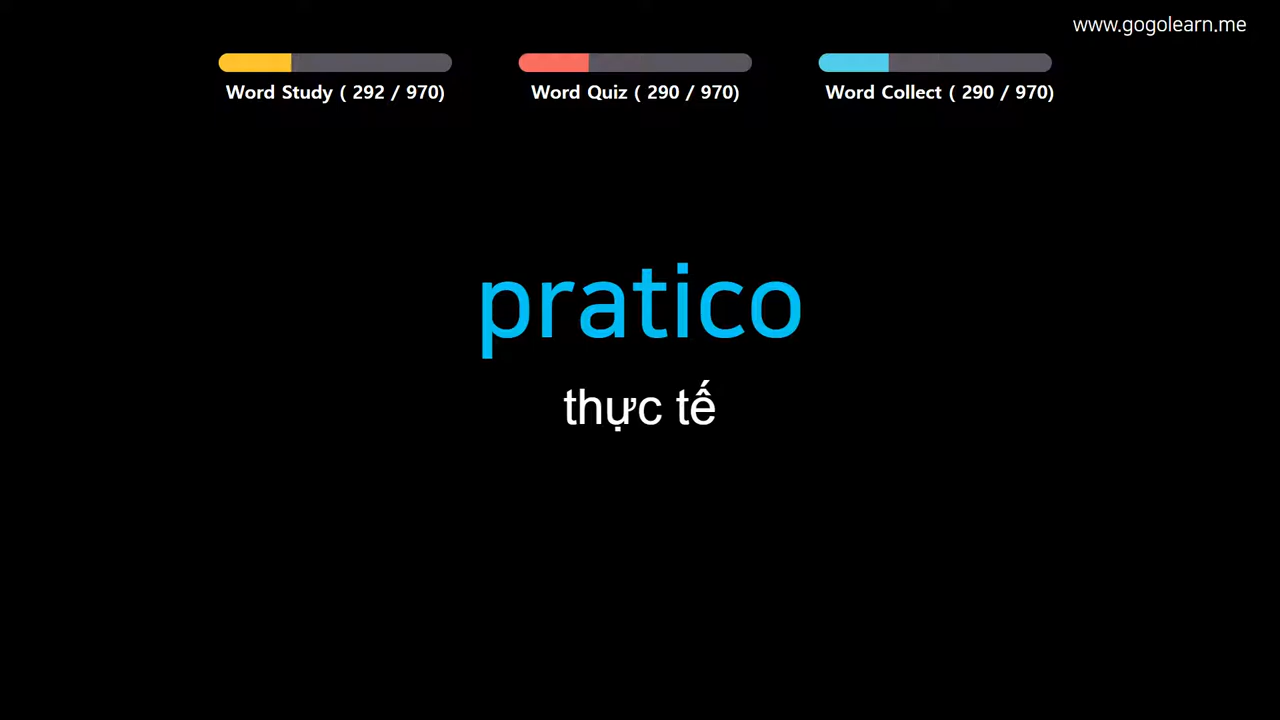 www.gogolearn.me
Word Study ( 292 / 970)
Word Quiz ( 290 / 970)
Word Collect ( 290 / 970)
pratico
thực tế